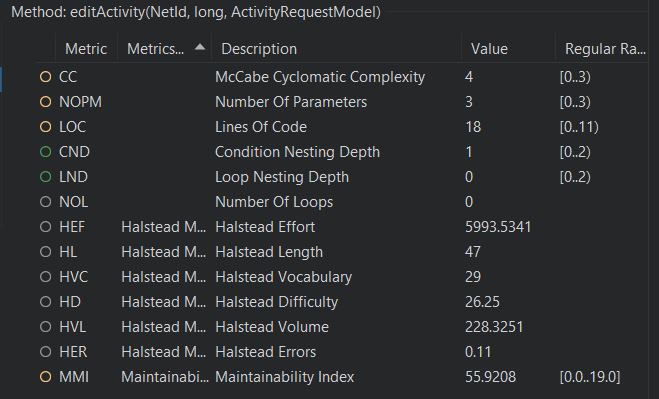 Method: editActivity(NetId, long, ActivityRequestModel)
Metric Metrics... Description Value Regular Ra...
CC McCabe Cyclomatic Complexity 4 [0..3)
NOPM Number Of Parameters 3 [0..3)
LOC Lines Of Code 18 [0..11)
CND Condition Nesting Depth 1 [0..2)
LND Loop Nesting Depth 0 [0..2)
NOL Number Of Loops 0
HEF Halstead M... Halstead Effort 5993.5341
HL Halstead M... Halstead Length 47
HVC Halstead M... Halstead Vocabulary 29
HD Halstead M... Halstead Difficulty 26.25
HVL Halstead M... Halstead Volume 228.3251
HER Halstead M... Halstead Errors 0.11
MMI Maintainabi... Maintainability Index 55.9208 [0.0..19.0]